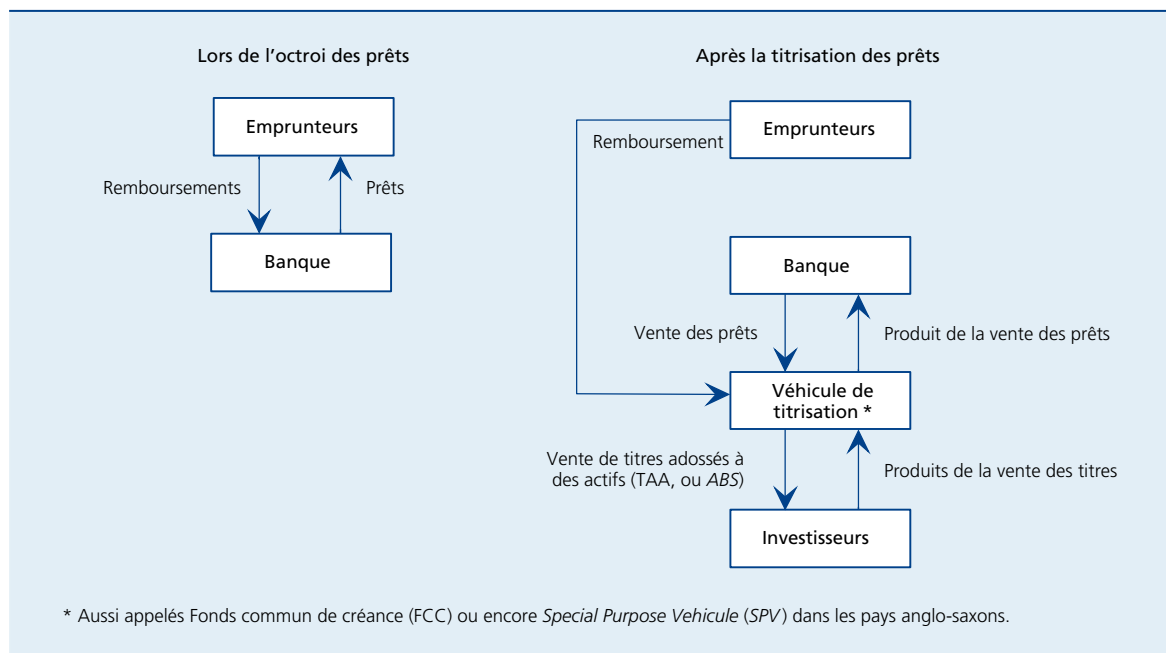 Lors de l'octroi des prêts
Emprunteurs
Remboursements
Prêts
Banque
Après la titrisation des prêts
Emprunteurs
Remboursement
Banque
Vente des prêts
Produit de la vente des prêts
Véhicule de
titrisation *
Vente de titres adossés à
des actifs (TAA, ou ABS)
Produits de la vente des titres
Investisseurs
* Aussi appelés Fonds commun de créance (FCC) ou encore Special Purpose Vehicule (SPV) dans les pays anglo-saxons.